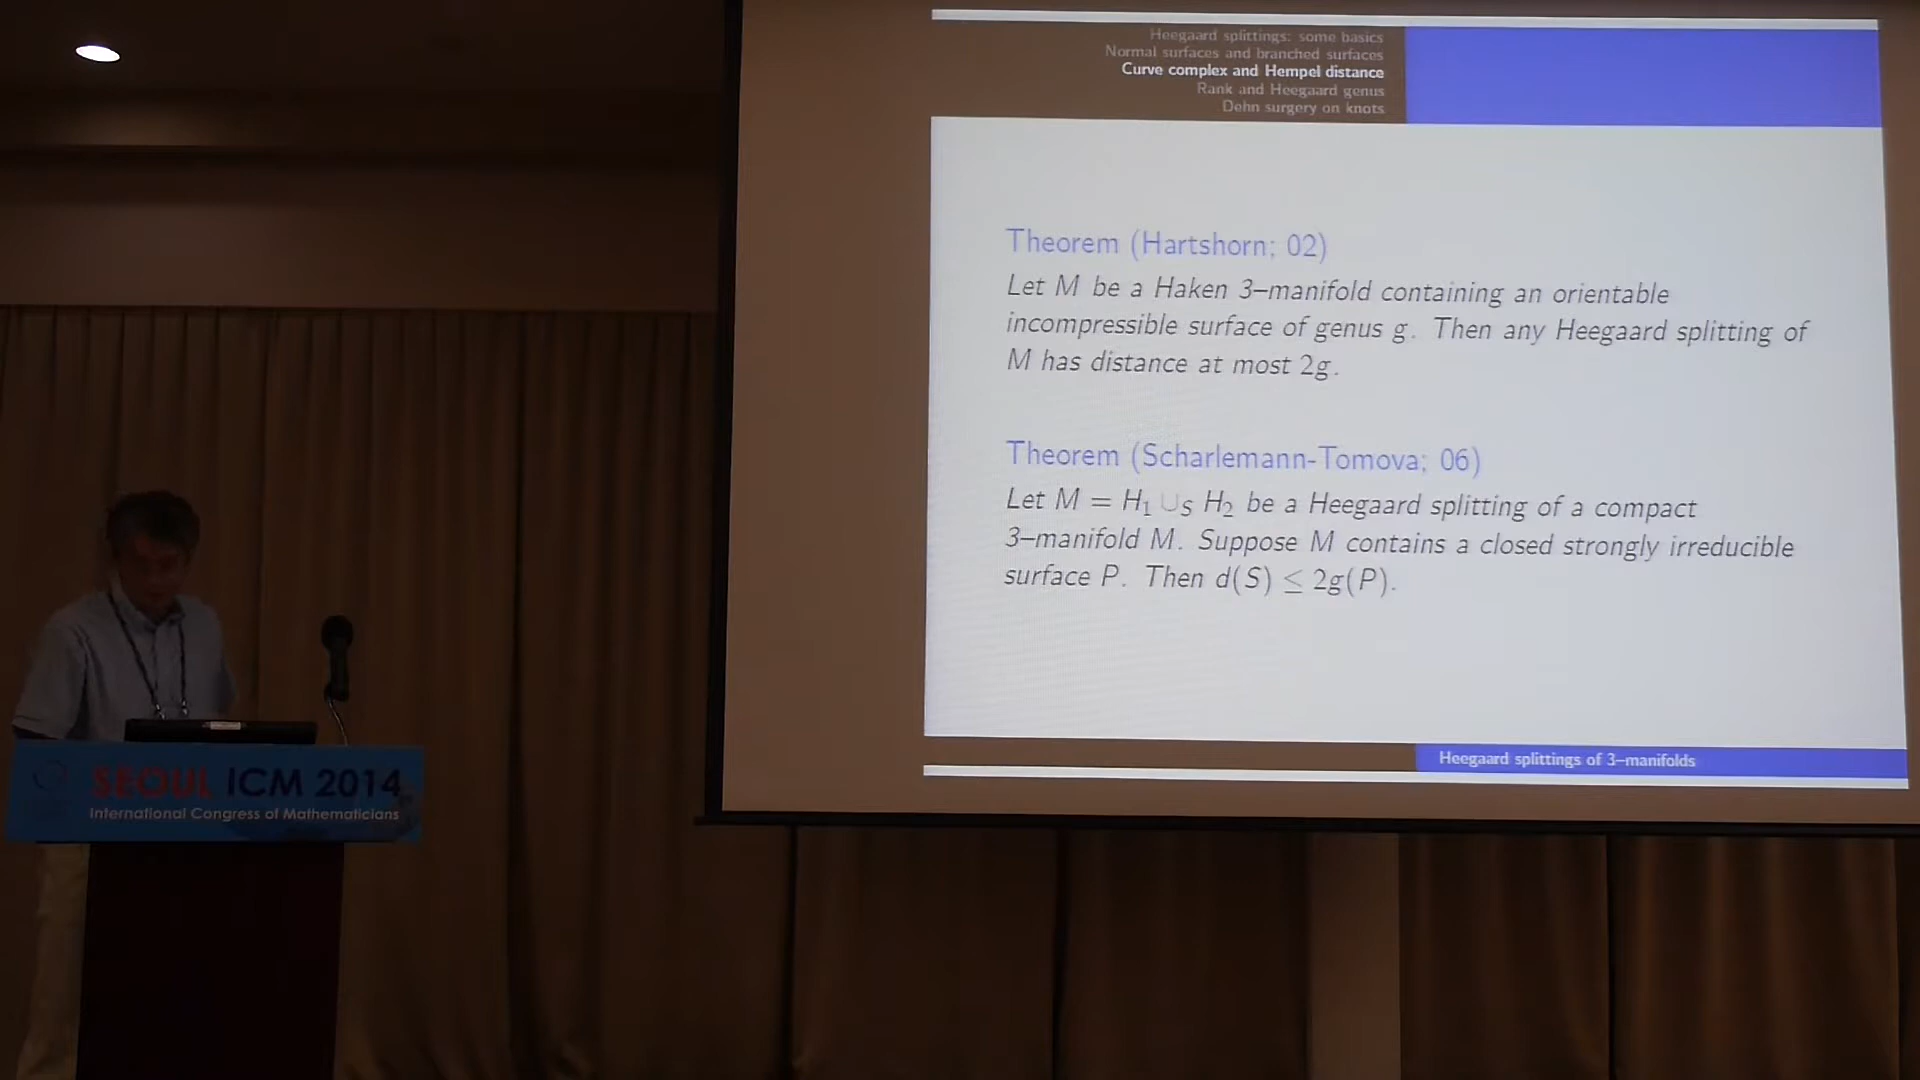 Heegaard splittings: some basics
Normal surfaces and branched surfaces
Curve complex and Hempel distance
Rank and Heegaard genus
Dehn surgery on knots
Theorem (Hartshorn; 02)
Let M be a Haken 3–manifold containing an orientable
incompressible surface of genus g. Then any Heegaard splitting of
M has distance at most 2g.
Theorem (Scharlemann-Tomova; 06)
Let M = H₁ ∪_S H₂ be a Heegaard splitting of a compact
3–manifold M. Suppose M contains a closed strongly irreducible
surface P. Then d(S) ≤ 2g(P).
Heegaard splittings of 3–manifolds
SEOUL ICM 2014
International Congress of Mathematicians